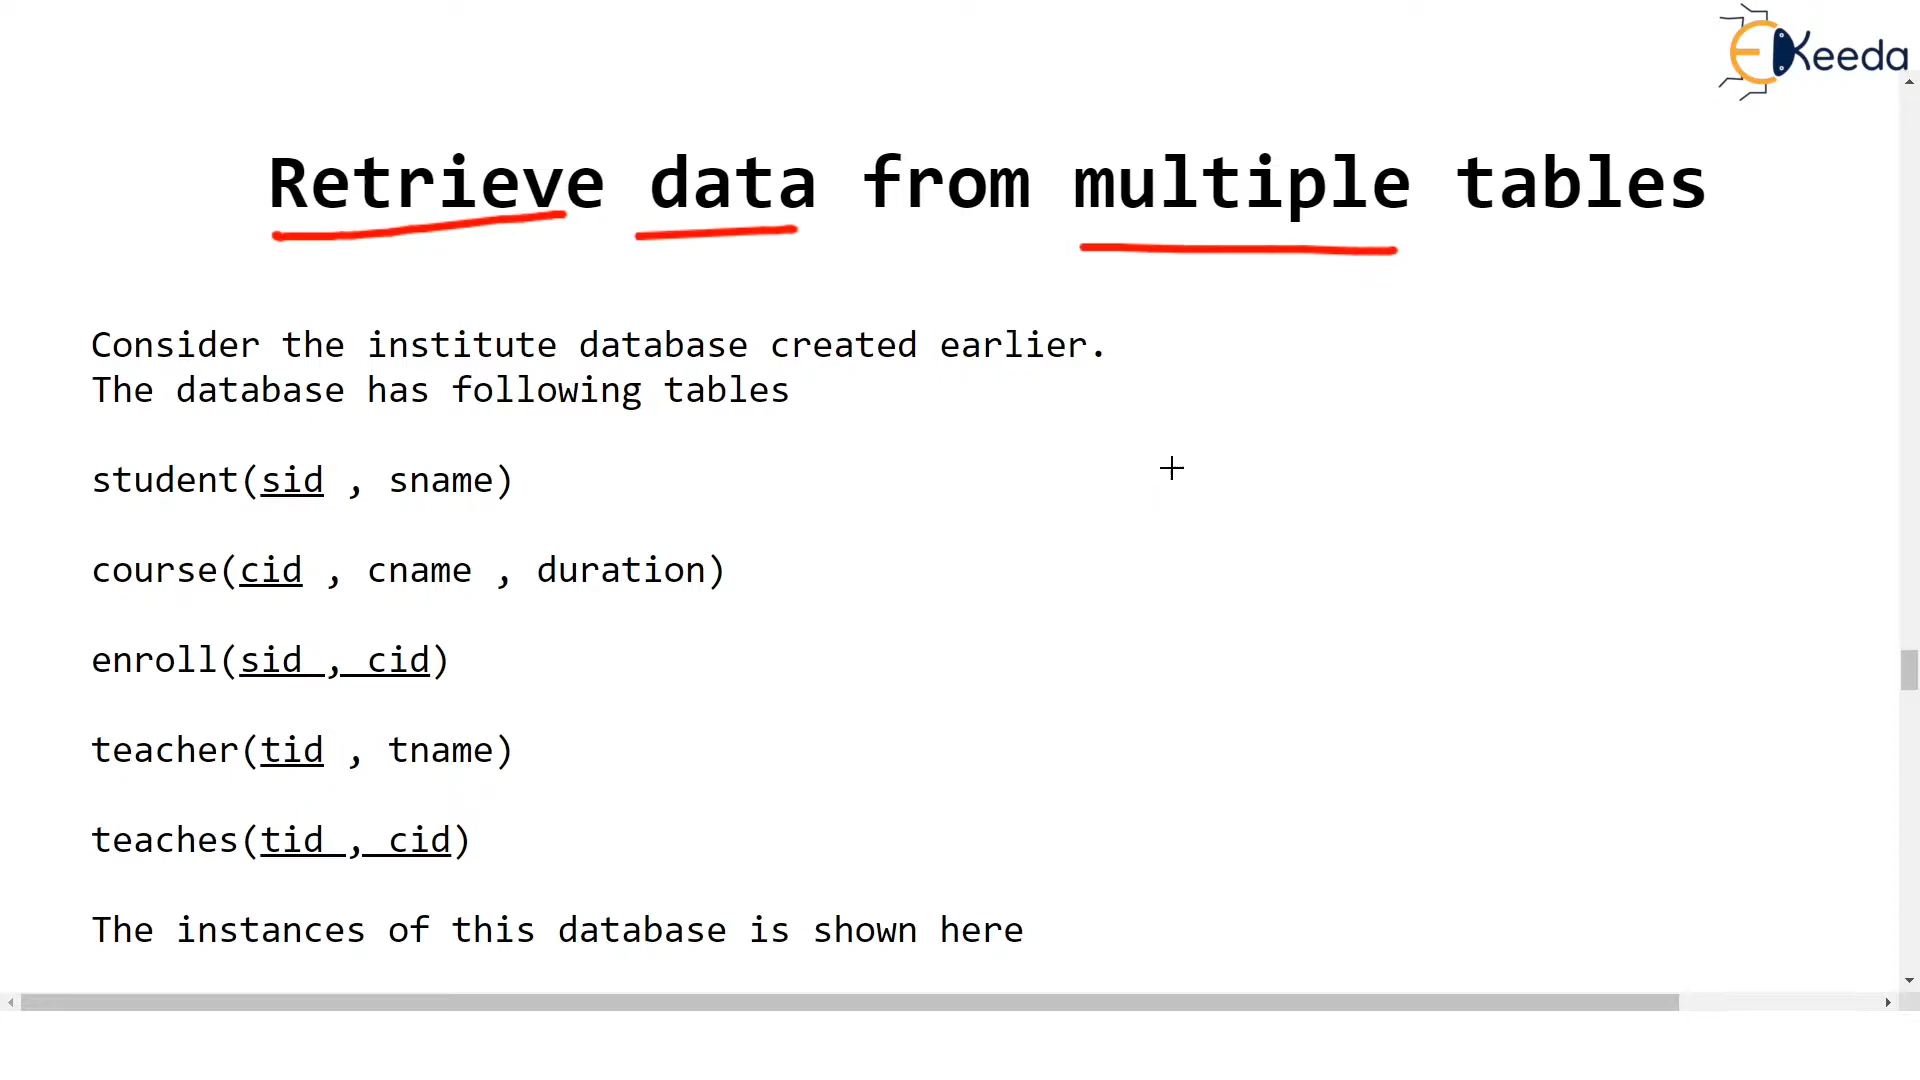 EKeeda
Retrieve data from multiple tables
Consider the institute database created earlier.
The database has following tables
student(sid , sname)
course(cid , cname , duration)
enroll(sid , cid)
teacher(tid , tname)
teaches(tid , cid)
The instances of this database is shown here